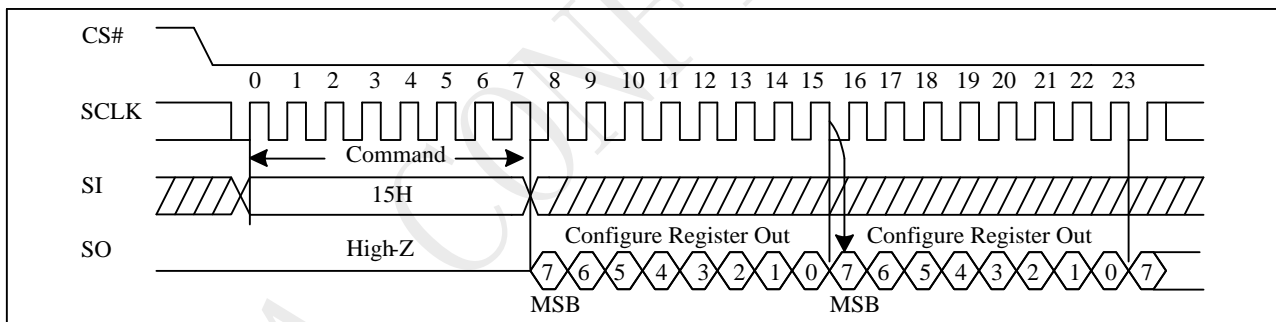 CS#
0 1 2 3 4 5 6 7 8 9 10 11 12 13 14 15 16 17 18 19 20 21 22 23
SCLK
Command
SI
15H
SO
High-Z
Configure Register Out
Configure Register Out
7 6 5 4 3 2 1 0 7 6 5 4 3 2 1 0 7
MSB
MSB